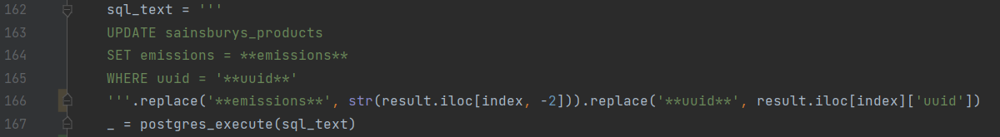 162 sql_text = '''
163 UPDATE sainsburys_products
164 SET emissions = **emissions**
165 WHERE uuid = '**uuid**'
166 '''.replace('**emissions**', str(result.iloc[index, -2])).replace('**uuid**', result.iloc[index]['uuid'])
167 _ = postgres_execute(sql_text)